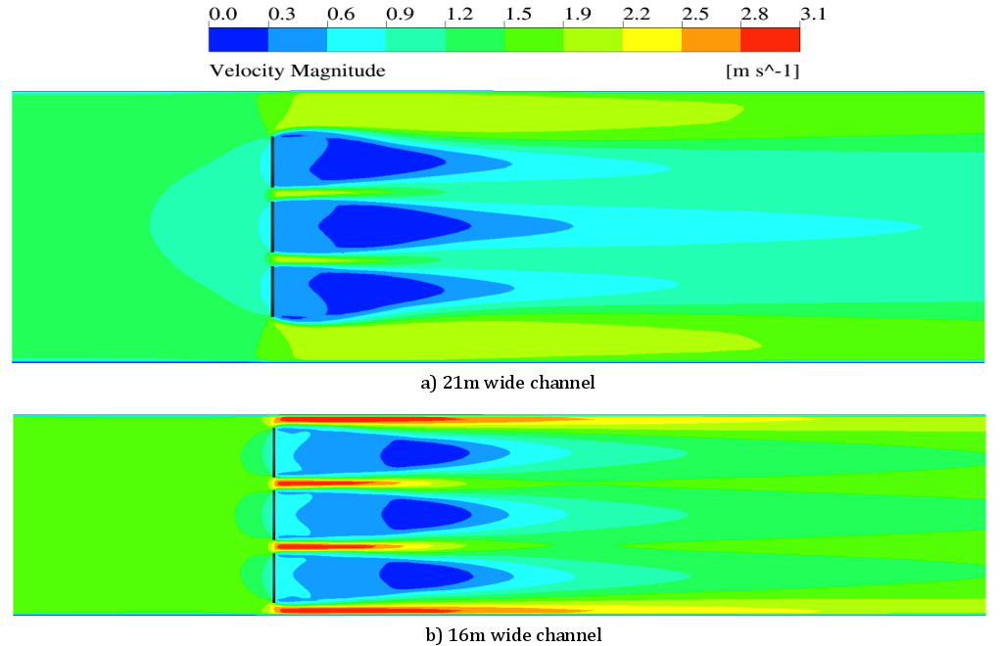 0.0 0.3 0.6 0.9 1.2 1.5 1.9 2.2 2.5 2.8 3.1
Velocity Magnitude [m s^-1]
a) 21m wide channel
b) 16m wide channel